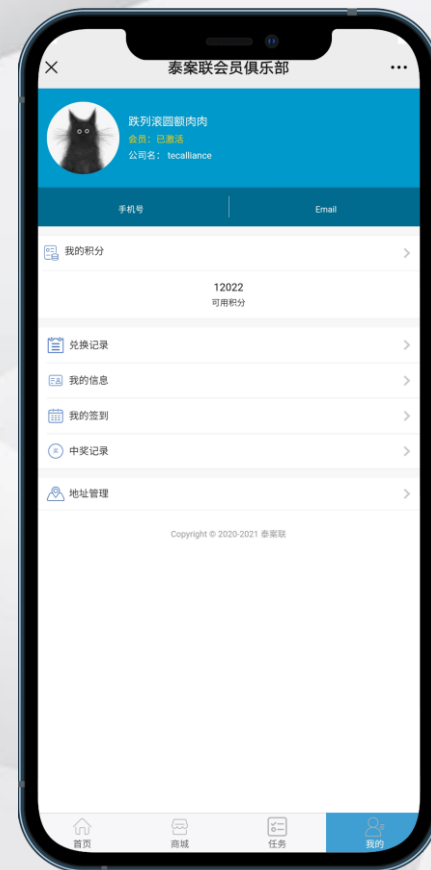 泰案联会员俱乐部
跌列滚圆额肉肉
会员：已激活
公司名： tecalliance
手机号
Email
我的积分
12022
可用积分
兑换记录
我的信息
我的签到
中奖记录
地址管理
Copyright © 2020-2021 泰案联
首页
商城
任务
我的